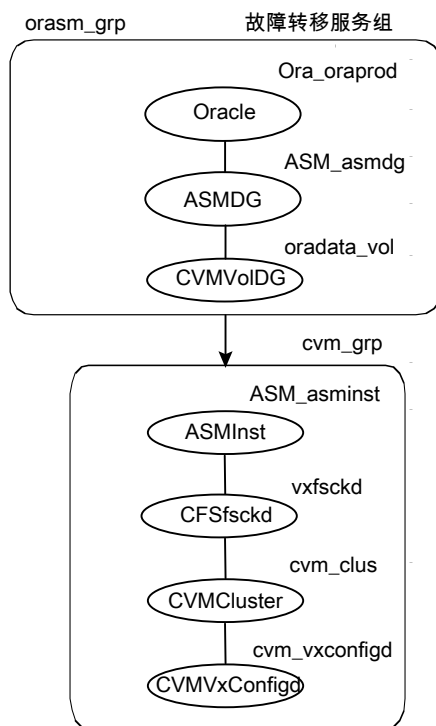 orasm_grp 故障转移服务组
Ora_oraprod
Oracle
ASM_asmdg
ASMDG
oradata_vol
CVMVolDG
cvm_grp
ASM_asminst
ASMInst
vxfsckd
CFSfsckd
cvm_clus
CVMCluster
cvm_vxconfigd
CVMVxConfigd